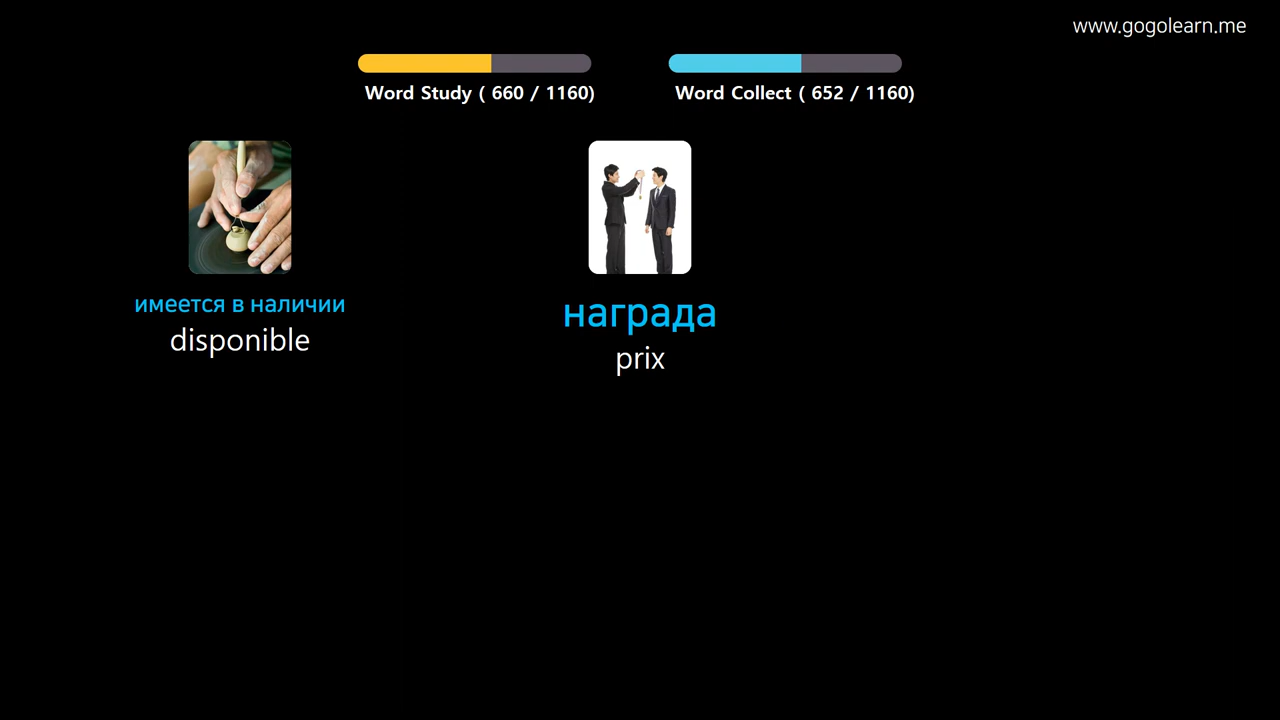 www.gogolearn.me
Word Study ( 660 / 1160)
Word Collect ( 652 / 1160)
имеется в наличии
disponible
награда
prix